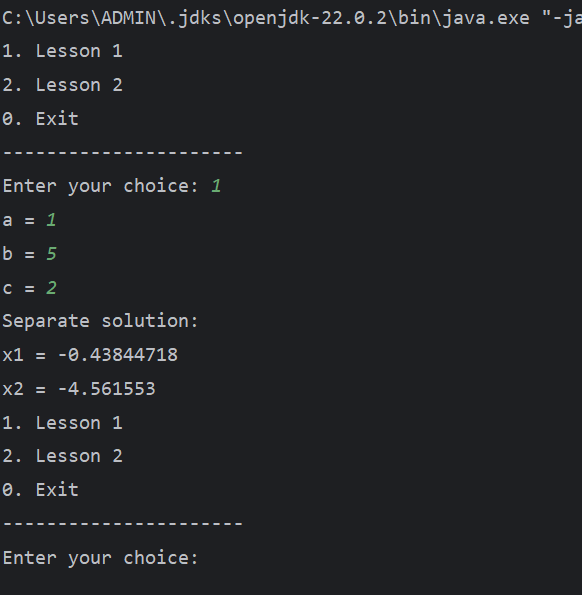 C:\Users\ADMIN\.jdks\openjdk-22.0.2\bin\java.exe "-ja
1. Lesson 1
2. Lesson 2
0. Exit
----------------------
Enter your choice: 1
a = 1
b = 5
c = 2
Separate solution:
x1 = -0.43844718
x2 = -4.561553
1. Lesson 1
2. Lesson 2
0. Exit
----------------------
Enter your choice: